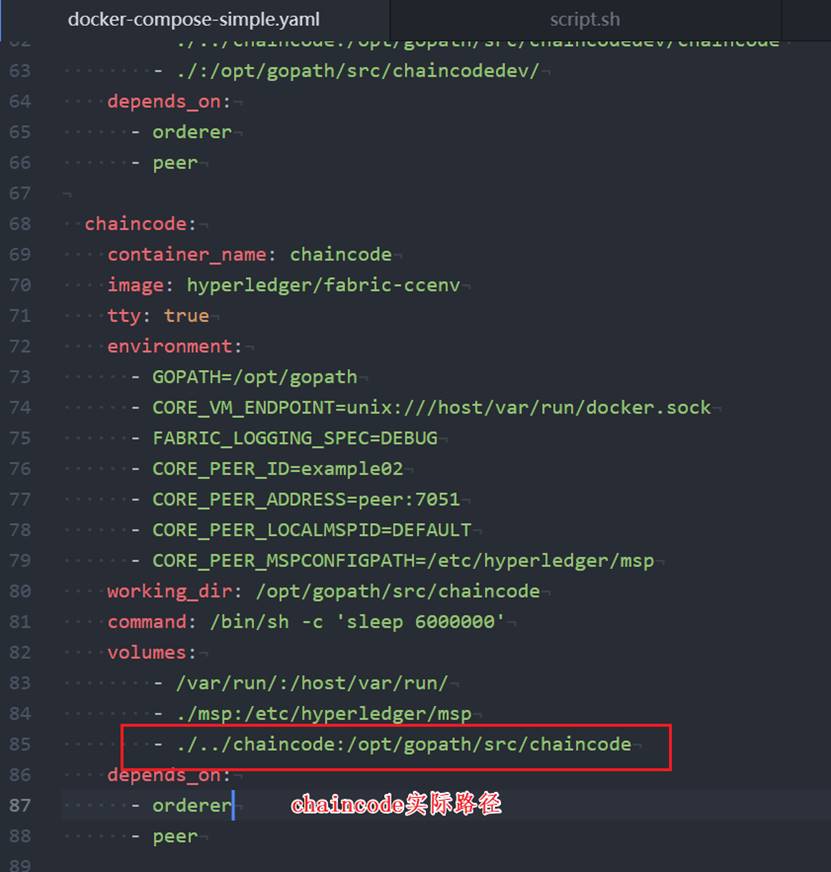 docker-compose-simple.yaml script.sh
62 ./../chaincode:/opt/gopath/src/chaincodedev/chaincode
63 - ./:/opt/gopath/src/chaincodedev/
64 depends_on:
65 - orderer
66 - peer
67
68 chaincode:
69 container_name: chaincode
70 image: hyperledger/fabric-ccenv
71 tty: true
72 environment:
73 - GOPATH=/opt/gopath
74 - CORE_VM_ENDPOINT=unix:///host/var/run/docker.sock
75 - FABRIC_LOGGING_SPEC=DEBUG
76 - CORE_PEER_ID=example02
77 - CORE_PEER_ADDRESS=peer:7051
78 - CORE_PEER_LOCALMSPID=DEFAULT
79 - CORE_PEER_MSPCONFIGPATH=/etc/hyperledger/msp
80 working_dir: /opt/gopath/src/chaincode
81 command: /bin/sh -c 'sleep 6000000'
82 volumes:
83 - /var/run/:/host/var/run/
84 - ./msp:/etc/hyperledger/msp
85 - ./../chaincode:/opt/gopath/src/chaincode
86 depends_on:
87 - orderer chaincode实际路径
88 - peer
89